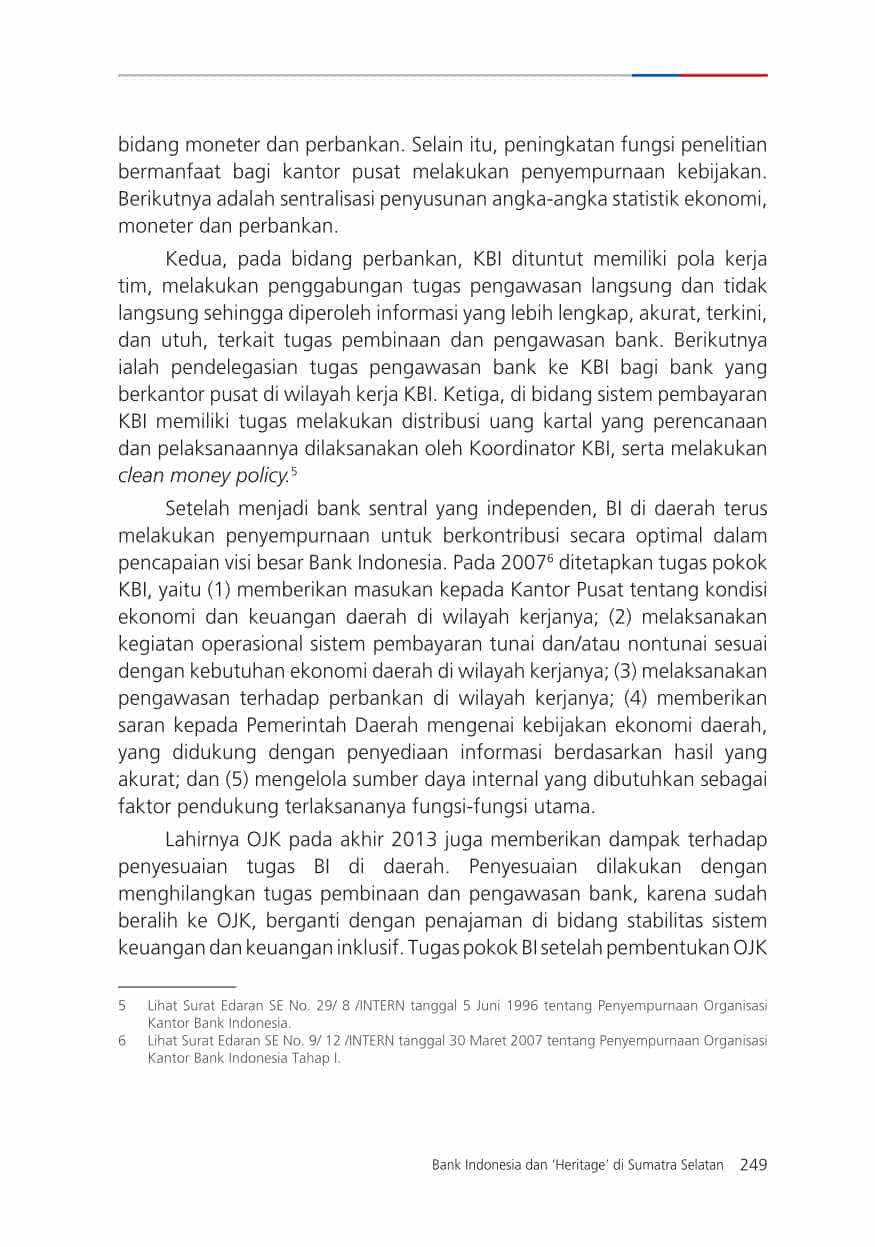 bidang moneter dan perbankan. Selain itu, peningkatan fungsi penelitian
bermanfaat bagi kantor pusat melakukan penyempurnaan kebijakan.
Berikutnya adalah sentralisasi penyusunan angka-angka statistik ekonomi,
moneter dan perbankan.
Kedua, pada bidang perbankan, KBI dituntut memiliki pola kerja
tim, melakukan penggabungan tugas pengawasan langsung dan tidak
langsung sehingga diperoleh informasi yang lebih lengkap, akurat, terkini,
dan utuh, terkait tugas pembinaan dan pengawasan bank. Berikutnya
ialah pendelegasian tugas pengawasan bank ke KBI bagi bank yang
berkantor pusat di wilayah kerja KBI. Ketiga, di bidang sistem pembayaran
KBI memiliki tugas melakukan distribusi uang kartal yang perencanaan
dan pelaksanaannya dilaksanakan oleh Koordinator KBI, serta melakukan
clean money policy.5
Setelah menjadi bank sentral yang independen, BI di daerah terus
melakukan penyempurnaan untuk berkontribusi secara optimal dalam
pencapaian visi besar Bank Indonesia. Pada 20076 ditetapkan tugas pokok
KBI, yaitu (1) memberikan masukan kepada Kantor Pusat tentang kondisi
ekonomi dan keuangan daerah di wilayah kerjanya; (2) melaksanakan
kegiatan operasional sistem pembayaran tunai dan/atau nontunai sesuai
dengan kebutuhan ekonomi daerah di wilayah kerjanya; (3) melaksanakan
pengawasan terhadap perbankan di wilayah kerjanya; (4) memberikan
saran kepada Pemerintah Daerah mengenai kebijakan ekonomi daerah,
yang didukung dengan penyediaan informasi berdasarkan hasil yang
akurat; dan (5) mengelola sumber daya internal yang dibutuhkan sebagai
faktor pendukung terlaksananya fungsi-fungsi utama.
Lahirnya OJK pada akhir 2013 juga memberikan dampak terhadap
penyesuaian tugas BI di daerah. Penyesuaian dilakukan dengan
menghilangkan tugas pembinaan dan pengawasan bank, karena sudah
beralih ke OJK, berganti dengan penajaman di bidang stabilitas sistem
keuangan dan keuangan inklusif. Tugas pokok BI setelah pembentukan OJK
5 Lihat Surat Edaran SE No. 29/ 8 /INTERN tanggal 5 Juni 1996 tentang Penyempurnaan Organisasi
Kantor Bank Indonesia.
6 Lihat Surat Edaran SE No. 9/ 12 /INTERN tanggal 30 Maret 2007 tentang Penyempurnaan Organisasi
Kantor Bank Indonesia Tahap I.
Bank Indonesia dan ‘Heritage’ di Sumatra Selatan 249